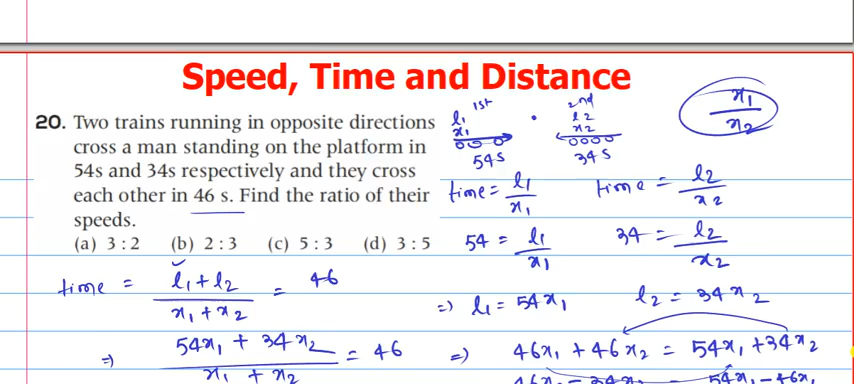 Speed, Time and Distance
20. Two trains running in opposite directions
cross a man standing on the platform in
54s and 34s respectively and they cross
each other in 46 s. Find the ratio of their
speeds.
(a) 3 : 2 (b) 2 : 3 (c) 5 : 3 (d) 3 : 5
1st
l₁
x₁
54s
2nd
l₂
x₂
34s
x₁/x₂
time = l₁/x₁
time = l₂/x₂
54 = l₁/x₁
34 = l₂/x₂
=) l₁ = 54x₁
l₂ = 34x₂
time = (l₁+l₂)/(x₁+x₂) = 46
=) (54x₁ + 34x₂)/(x₁ + x₂) = 46
=) 46x₁ + 46x₂ = 54x₁ + 34x₂